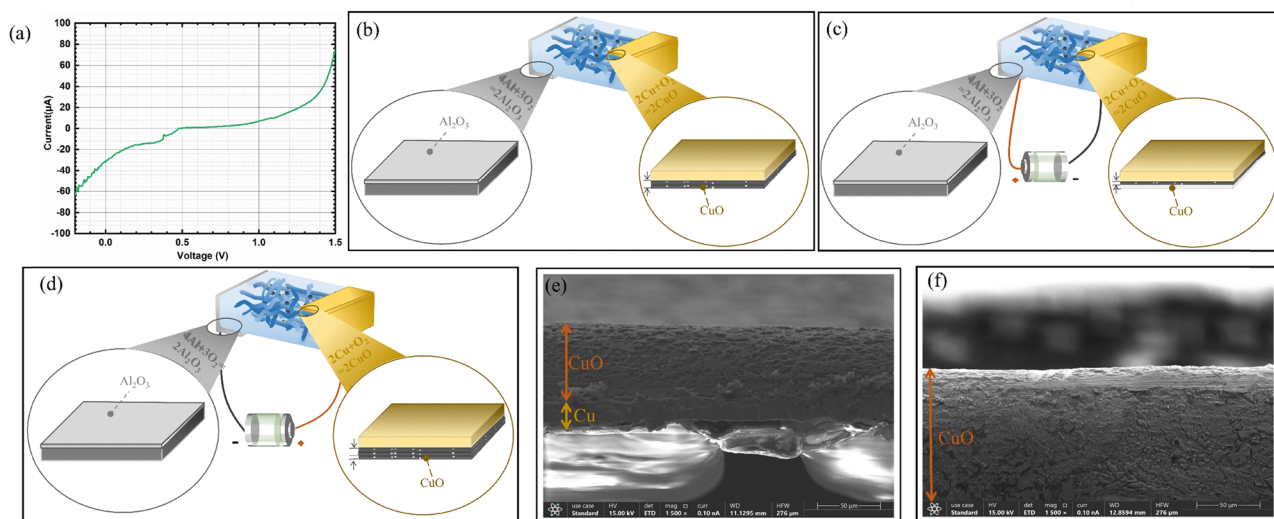 (a)
100
80
60
40
20
0
-20
-40
-60
-80
-100
Current(μA)
0.0
0.5
1.0
1.5
Voltage (V)
(b)
4Al+3O₂
=2Al₂O₃
2Cu+O₂
=2CuO
Al₂O₃
CuO
(c)
4Al+3O₂
=2Al₂O₃
2Cu+O₂
=2CuO
Al₂O₃
+
-
CuO
(d)
4Al+3O₂=
2Al₂O₃
2Cu+O₂
=2CuO
Al₂O₃
-
+
CuO
(e)
CuO
Cu
use case HV det mag □ curr WD HFW
Standard 15.00 kV ETD 1 500 × 0.10 nA 11.1295 mm 276 μm
50 μm
(f)
CuO
use case HV det mag □ curr WD HFW
Standard 15.00 kV ETD 1 500 × 0.10 nA 12.8594 mm 276 μm
50 μm